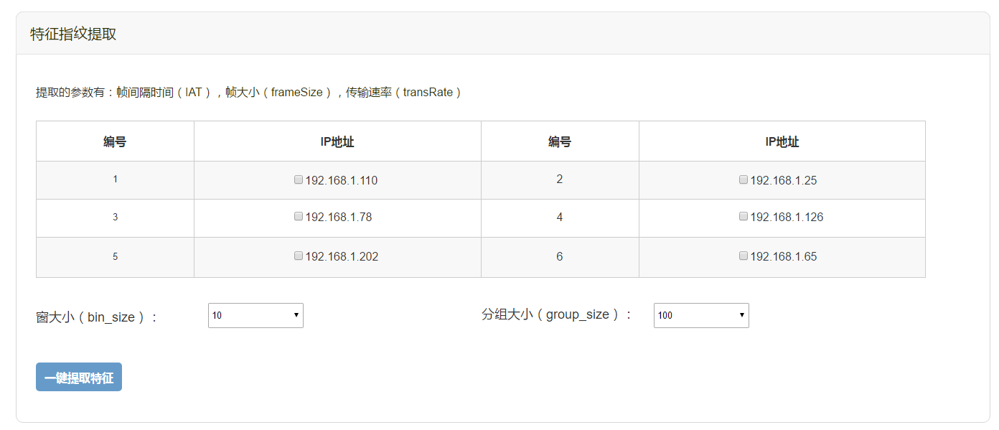 特征指纹提取
提取的参数有：帧间隔时间（IAT），帧大小（frameSize），传输速率（transRate）
编号 IP地址 编号 IP地址
1 192.168.1.110 2 192.168.1.25
3 192.168.1.78 4 192.168.1.126
5 192.168.1.202 6 192.168.1.65
窗大小（bin_size）： 10 分组大小（group_size）： 100
一键提取特征